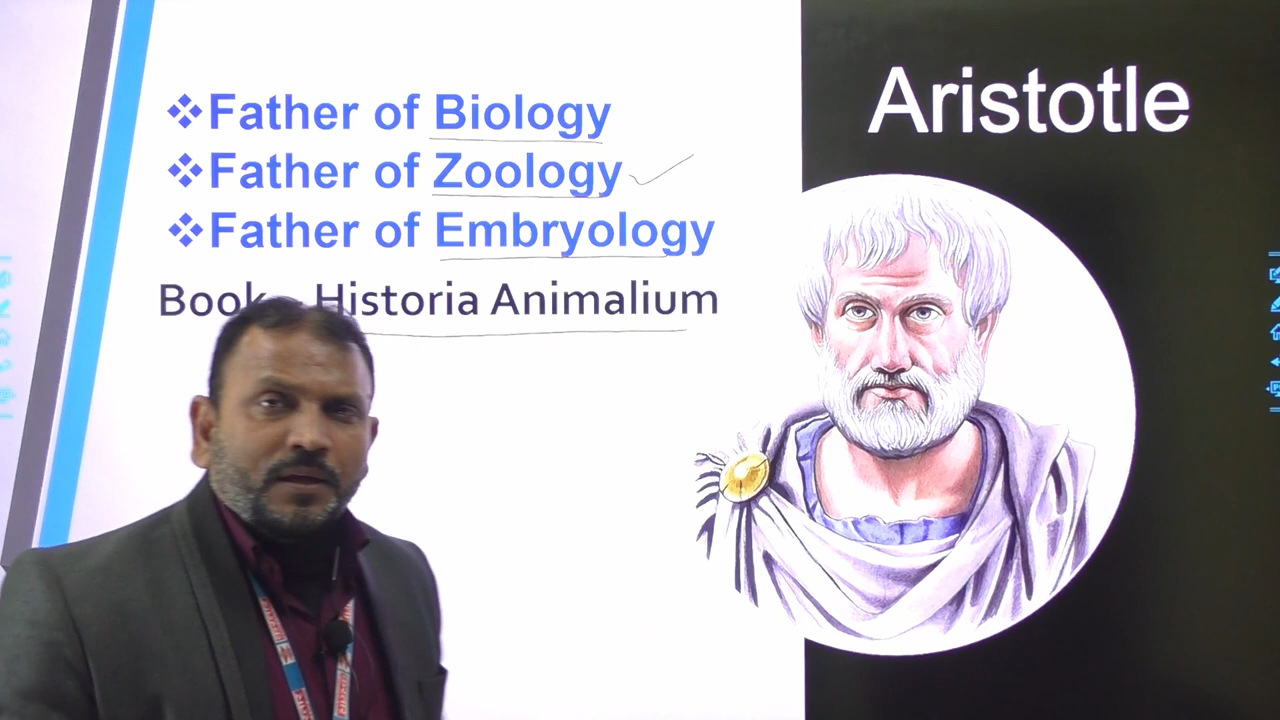 ❖Father of Biology
❖Father of Zoology
❖Father of Embryology
Book - Historia Animalium
Aristotle